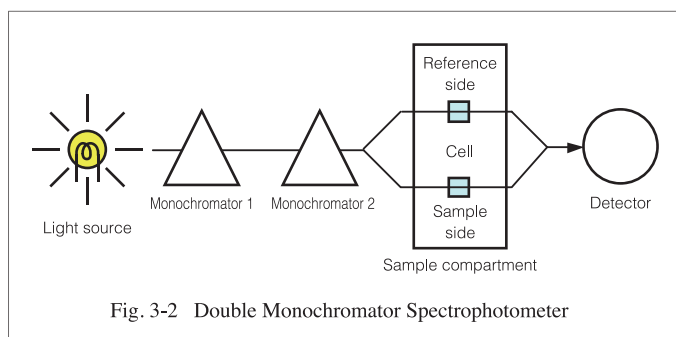 Reference
side
Cell
Monochromator 1
Monochromator 2
Light source
Sample
side
Detector
Sample compartment
Fig. 3-2 Double Monochromator Spectrophotometer